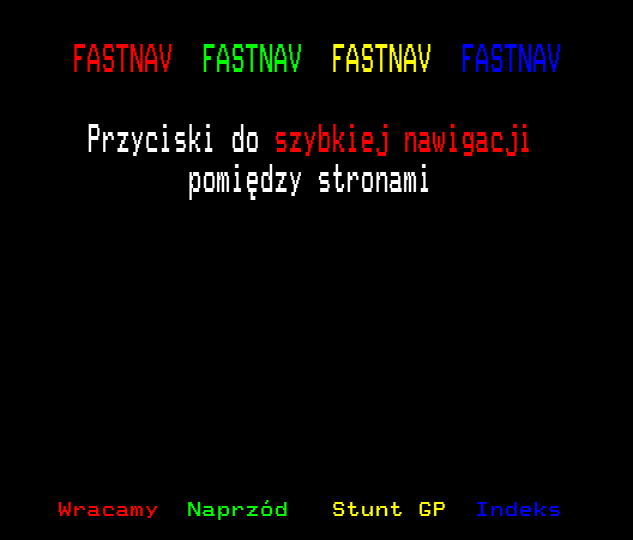 FASTNAV FASTNAV FASTNAV FASTNAV
Przyciski do szybkiej nawigacji
pomiędzy stronami
Wracamy Naprzód Stunt GP Indeks